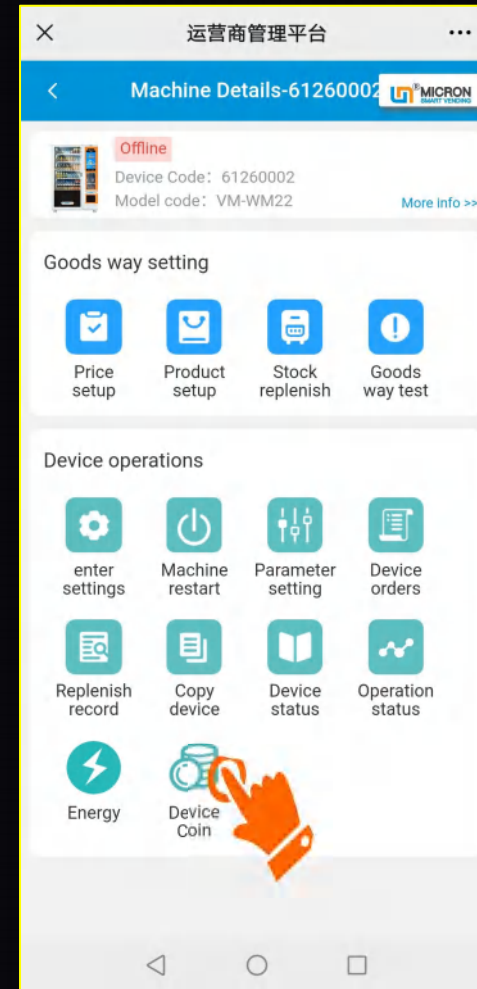 运营商管理平台
Machine Details-61260002
MICRON
SMART VENDING
Offline
Device Code: 61260002
Model code: VM-WM22
More Info >>
Goods way setting
Price
setup
Product
setup
Stock
replenish
Goods
way test
Device operations
enter
settings
Machine
restart
Parameter
setting
Device
orders
Replenish
record
Copy
device
Device
status
Operation
status
Energy
Device
Coin